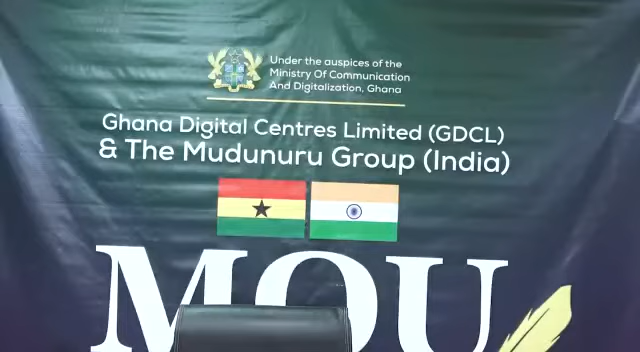 Under the auspices of the
Ministry Of Communication
And Digitalization, Ghana
Ghana Digital Centres Limited (GDCL)
& The Mudunuru Group (India)
MOU